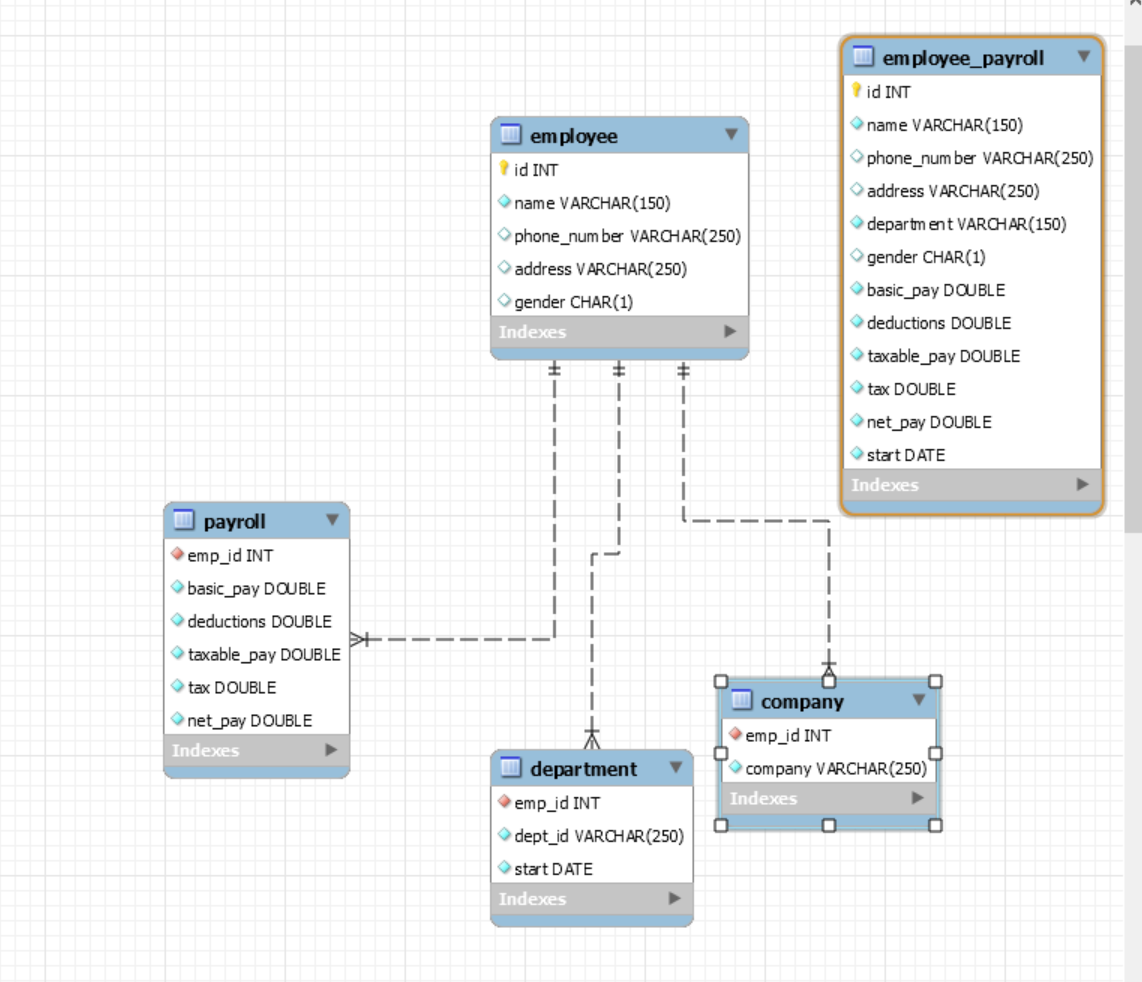 employee_payroll
id INT
name VARCHAR(150)
phone_number VARCHAR(250)
address VARCHAR(250)
department VARCHAR(150)
gender CHAR(1)
basic_pay DOUBLE
deductions DOUBLE
taxable_pay DOUBLE
tax DOUBLE
net_pay DOUBLE
start DATE
Indexes
employee
id INT
name VARCHAR(150)
phone_number VARCHAR(250)
address VARCHAR(250)
gender CHAR(1)
Indexes
payroll
emp_id INT
basic_pay DOUBLE
deductions DOUBLE
taxable_pay DOUBLE
tax DOUBLE
net_pay DOUBLE
Indexes
department
emp_id INT
dept_id VARCHAR(250)
start DATE
Indexes
company
emp_id INT
company VARCHAR(250)
Indexes